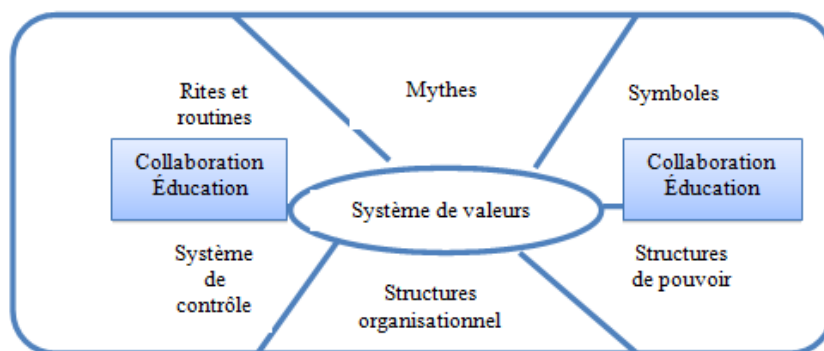 Rites et
routines
Mythes
Symboles
Collaboration
Éducation
Système de valeurs
Collaboration
Éducation
Système
de
contrôle
Structures
organisationnel
Structures
de pouvoir